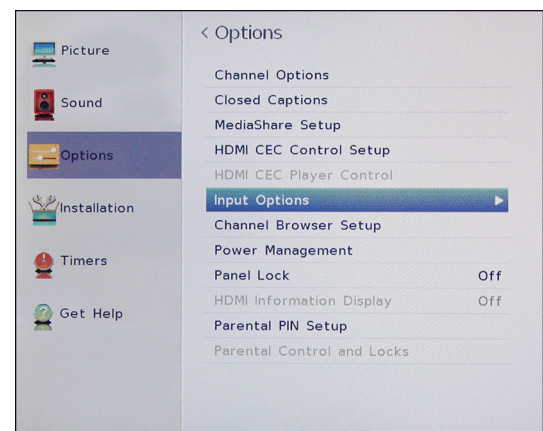 Picture
Sound
Options
Installation
Timers
Get Help
< Options
Channel Options
Closed Captions
MediaShare Setup
HDMI CEC Control Setup
HDMI CEC Player Control
Input Options
Channel Browser Setup
Power Management
Panel Lock Off
HDMI Information Display Off
Parental PIN Setup
Parental Control and Locks